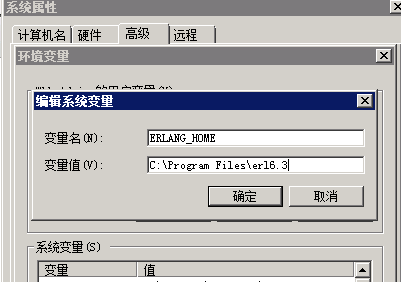 系统属性
计算机名 硬件 高级 远程
环境变量
编辑系统变量
变量名(N): ERLANG_HOME
变量值(V): C:\Program Files\erl6.3
确定 取消
系统变量(S)
变量 值